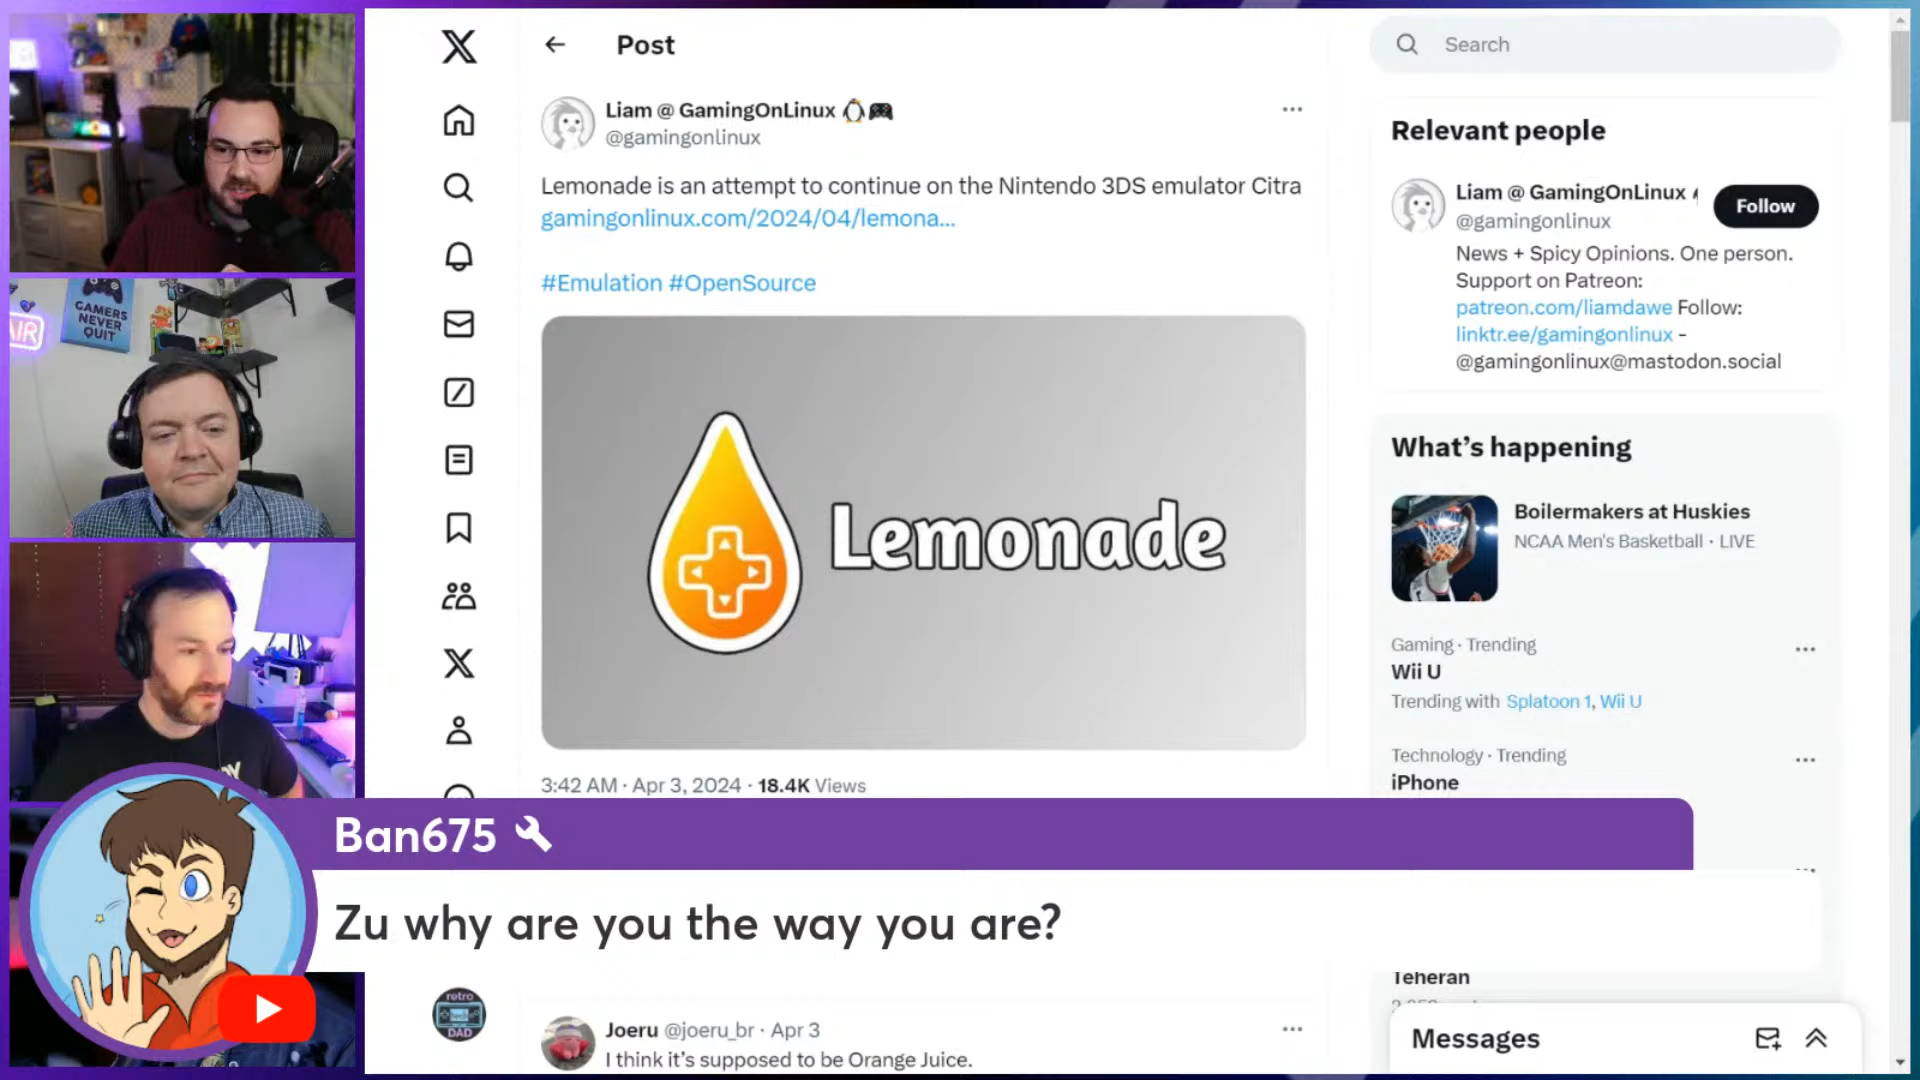 GAMERS
NEVER
QUIT
AIR
Post
Liam @ GamingOnLinux
@gamingonlinux
Lemonade is an attempt to continue on the Nintendo 3DS emulator Citra
gamingonlinux.com/2024/04/lemona...
#Emulation #OpenSource
Lemonade
3:42 AM · Apr 3, 2024 · 18.4K Views
Search
Relevant people
Liam @ GamingOnLinux
@gamingonlinux
Follow
News + Spicy Opinions. One person.
Support on Patreon:
patreon.com/liamdawe Follow:
linktr.ee/gamingonlinux -
@gamingonlinux@mastodon.social
What's happening
Boilermakers at Huskies
NCAA Men's Basketball · LIVE
Gaming · Trending
Wii U
Trending with Splatoon 1, Wii U
Technology · Trending
iPhone
Ban675
Zu why are you the way you are?
Teheran
retro
DAD
Joeru @joeru_br · Apr 3
I think it's supposed to be Orange Juice.
Messages